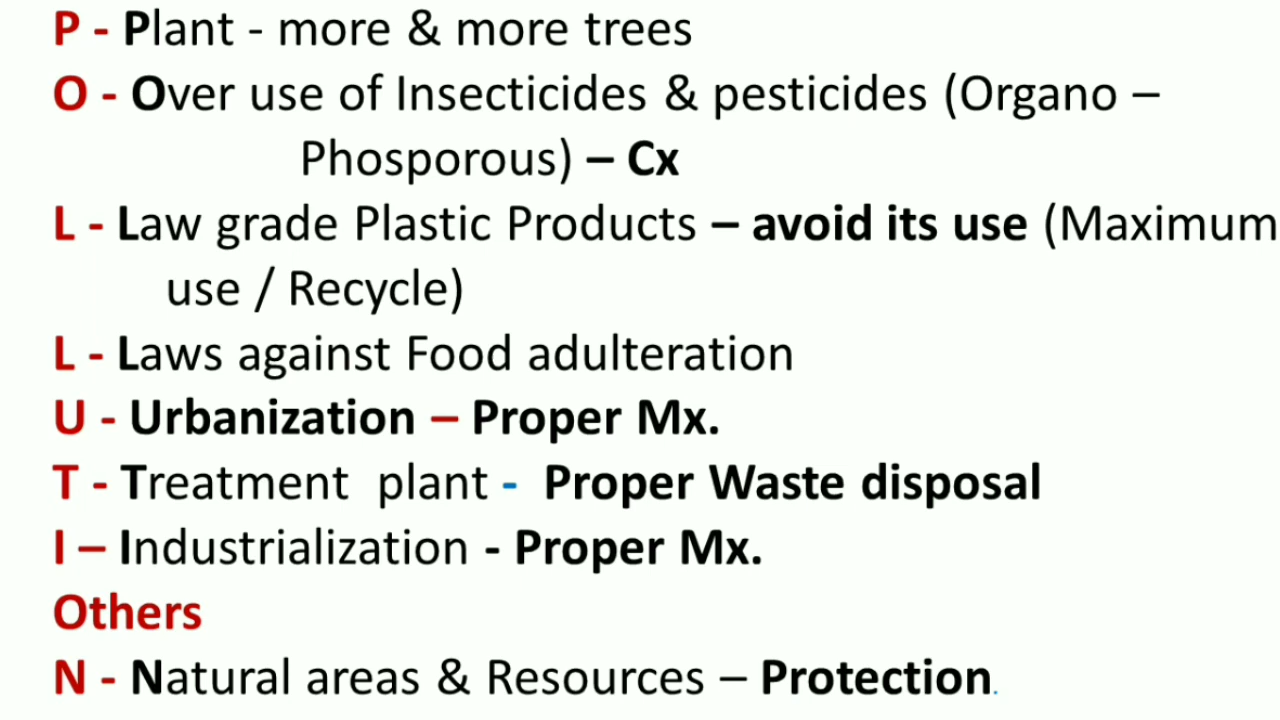 P - Plant - more & more trees
O - Over use of Insecticides & pesticides (Organo –
Phosporous) – Cx
L - Law grade Plastic Products – avoid its use (Maximum
use / Recycle)
L - Laws against Food adulteration
U - Urbanization – Proper Mx.
T - Treatment plant - Proper Waste disposal
I – Industrialization - Proper Mx.
Others
N - Natural areas & Resources – Protection.